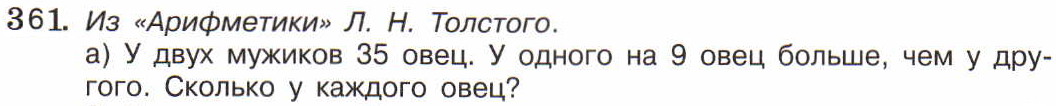 361. Из «Арифметики» Л. Н. Толстого.
а) У двух мужиков 35 овец. У одного на 9 овец больше, чем у дру-
гого. Сколько у каждого овец?